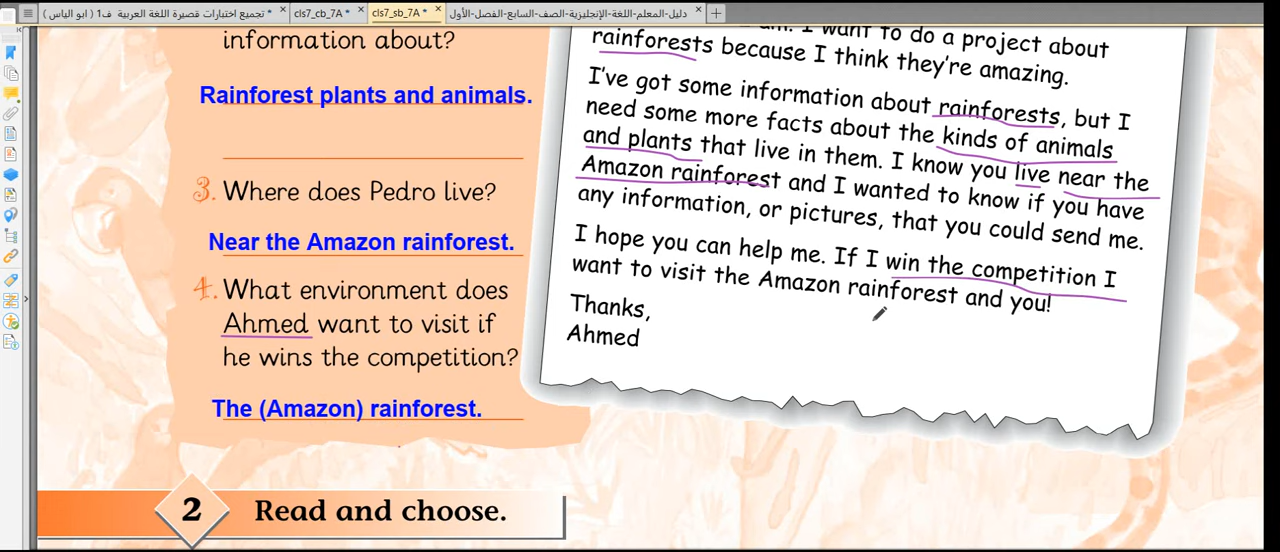 تجميع اختبارات قصيرة اللغة العربية ف1 ( ابو الياس ) *
cls7_cb_7A *
cls7_sb_7A *
دليل-المعلم-اللغة-الإنجليزية-الصف-السابع-الفصل-الأول
information about?
Rainforest plants and animals.
3. Where does Pedro live?
Near the Amazon rainforest.
4. What environment does
Ahmed want to visit if
he wins the competition?
The (Amazon) rainforest.
I want to do a project about
rainforests because I think they're amazing.
I've got some information about rainforests, but I
need some more facts about the kinds of animals
and plants that live in them. I know you live near the
Amazon rainforest and I wanted to know if you have
any information, or pictures, that you could send me.
I hope you can help me. If I win the competition I
want to visit the Amazon rainforest and you!
Thanks,
Ahmed
2 Read and choose.